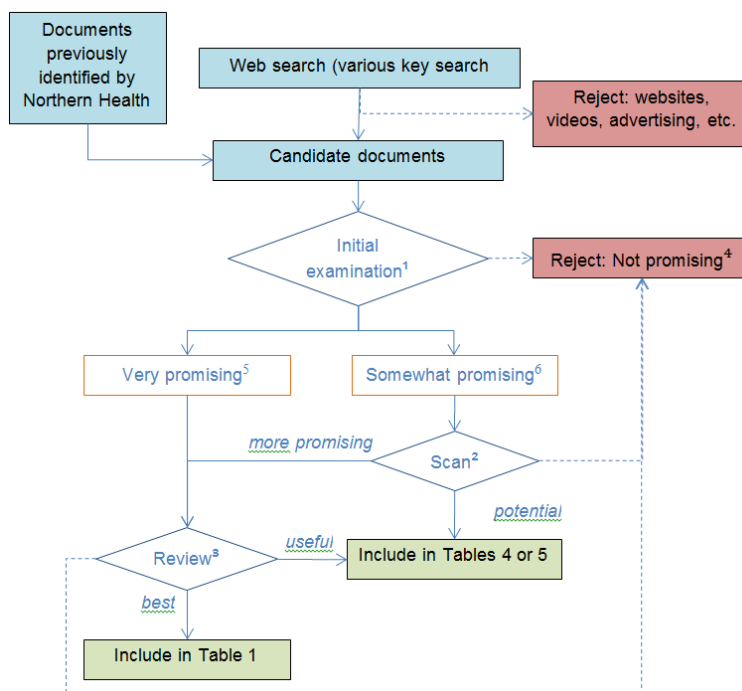 Documents
previously
identified by
Northern Health
Web search (various key search
Reject: websites,
videos, advertising, etc.
Candidate documents
Initial
examination¹
Reject: Not promising⁴
Very promising⁵
Somewhat promising⁶
more promising
Scan²
potential
Review³
useful
Include in Tables 4 or 5
best
Include in Table 1